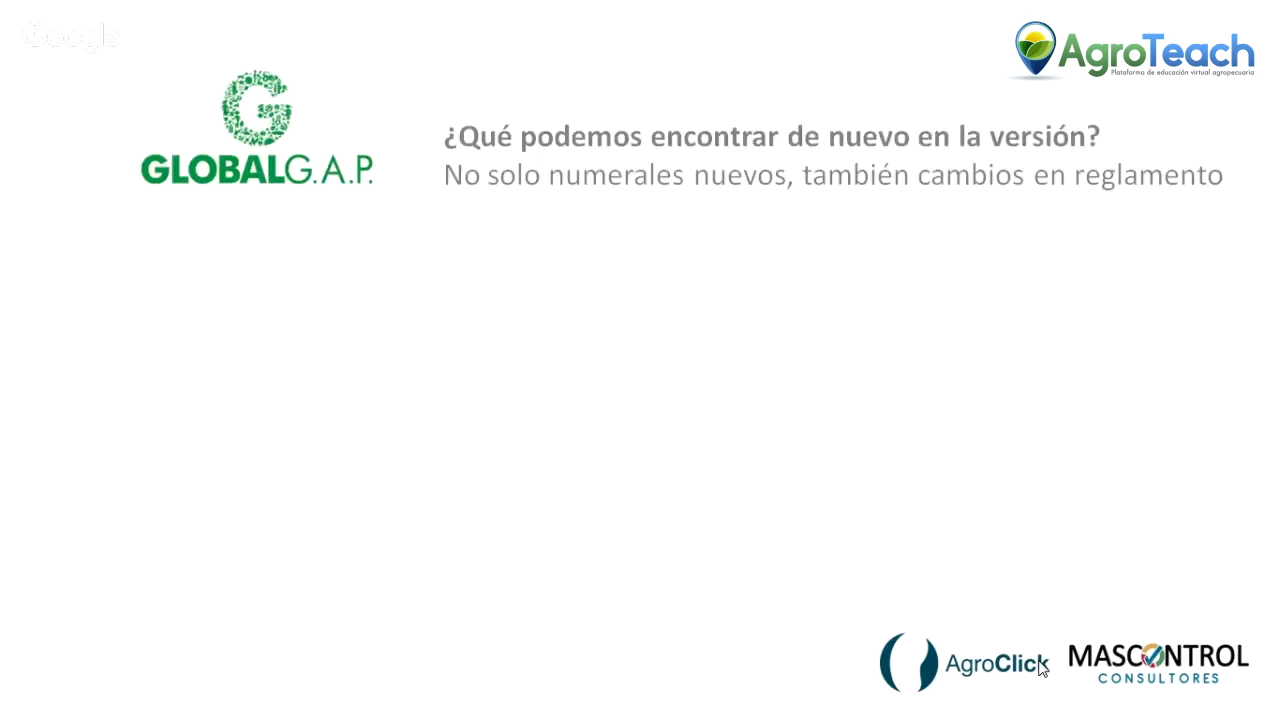 Google
AgroTeach
Plataforma de educación virtual agropecuaria
GLOBALG.A.P.
¿Qué podemos encontrar de nuevo en la versión?
No solo numerales nuevos, también cambios en reglamento
AgroClick
MASCONTROL
CONSULTORES